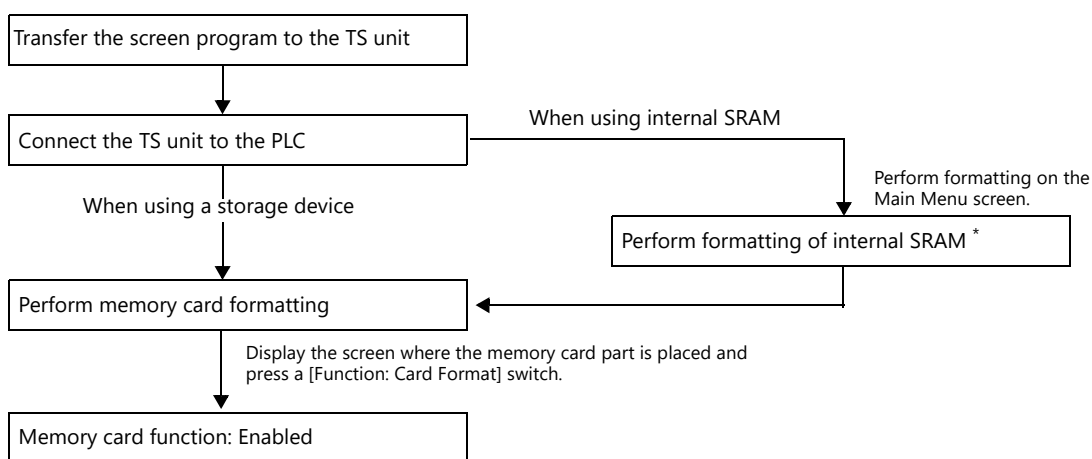 Transfer the screen program to the TS unit
When using internal SRAM
Connect the TS unit to the PLC
Perform formatting on the
Main Menu screen.
When using a storage device
Perform formatting of internal SRAM *
Perform memory card formatting
Display the screen where the memory card part is placed and
press a [Function: Card Format] switch.
Memory card function: Enabled